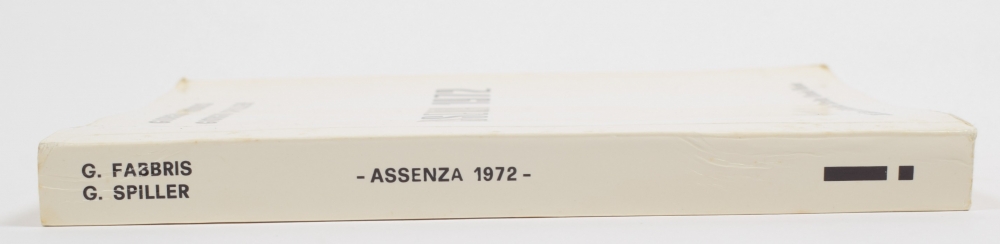 G. FABBRIS
G. SPILLER
- ASSENZA 1972 -